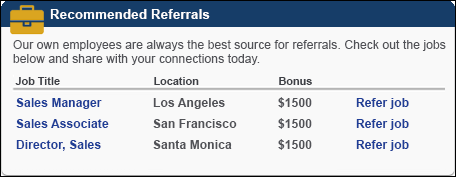 Recommended Referrals
Our own employees are always the best source for referrals. Check out the jobs
below and share with your connections today.
Job Title Location Bonus
Sales Manager Los Angeles $1500 Refer job
Sales Associate San Francisco $1500 Refer job
Director, Sales Santa Monica $1500 Refer job